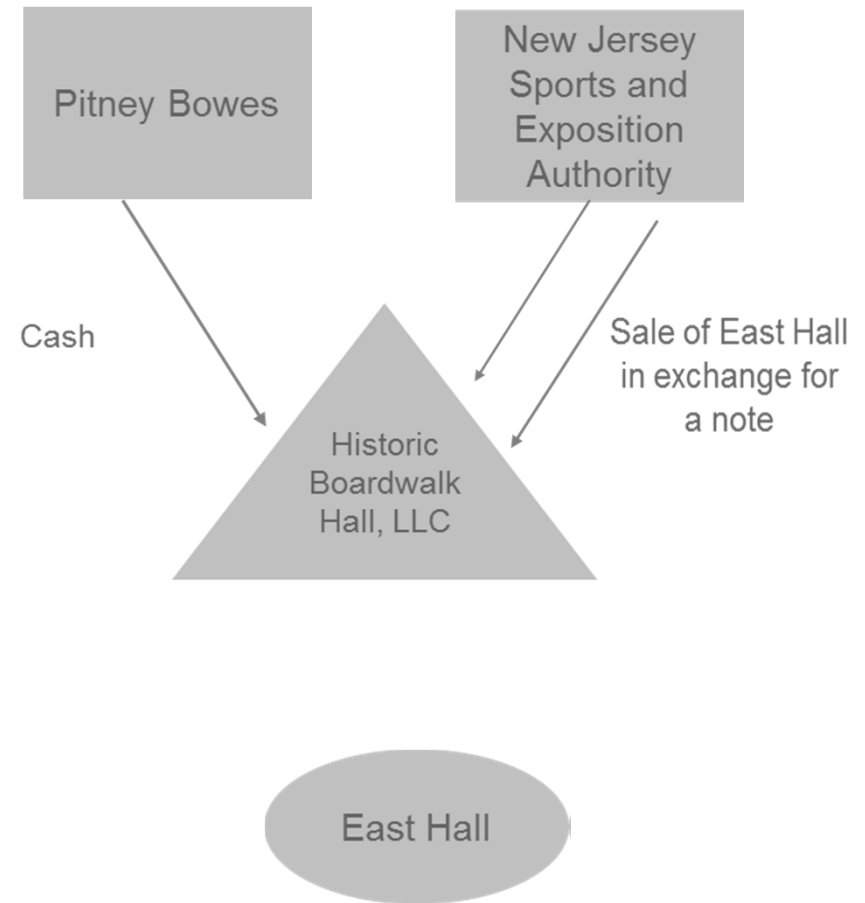 Pitney Bowes
New Jersey
Sports and
Exposition
Authority
Cash
Sale of East Hall
in exchange for
a note
Historic
Boardwalk
Hall, LLC
East Hall